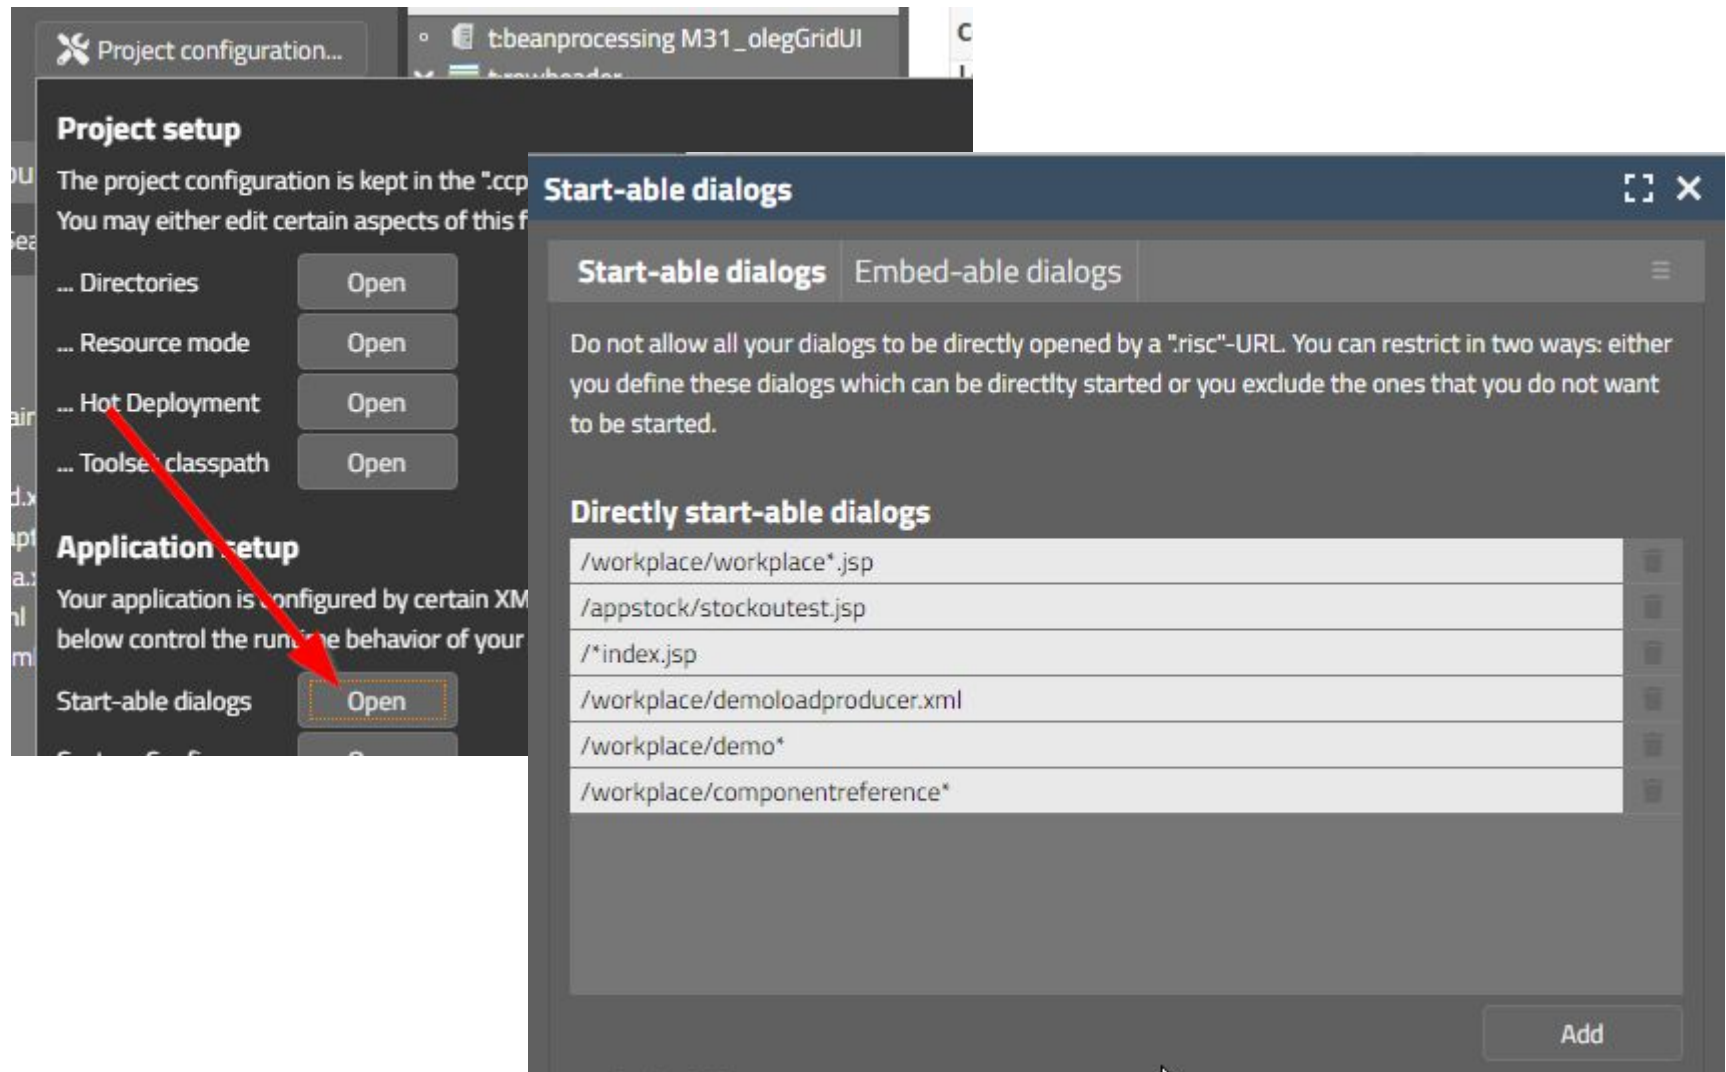 Project configuration...
t:beanprocessing M31_olegGridUI
t:rowheader
Project setup
The project configuration is kept in the ".ccp
You may either edit certain aspects of this f
... Directories Open
... Resource mode Open
... Hot Deployment Open
... Toolset classpath Open
Application setup
Your application is configured by certain XM
below control the runtime behavior of your
Start-able dialogs Open
Start-able dialogs
Start-able dialogs Embed-able dialogs
Do not allow all your dialogs to be directly opened by a ".risc"-URL. You can restrict in two ways: either
you define these dialogs which can be directlty started or you exclude the ones that you do not want
to be started.
Directly start-able dialogs
/workplace/workplace*.jsp
/appstock/stockoutest.jsp
/*index.jsp
/workplace/demoloadproducer.xml
/workplace/demo*
/workplace/componentreference*
Add